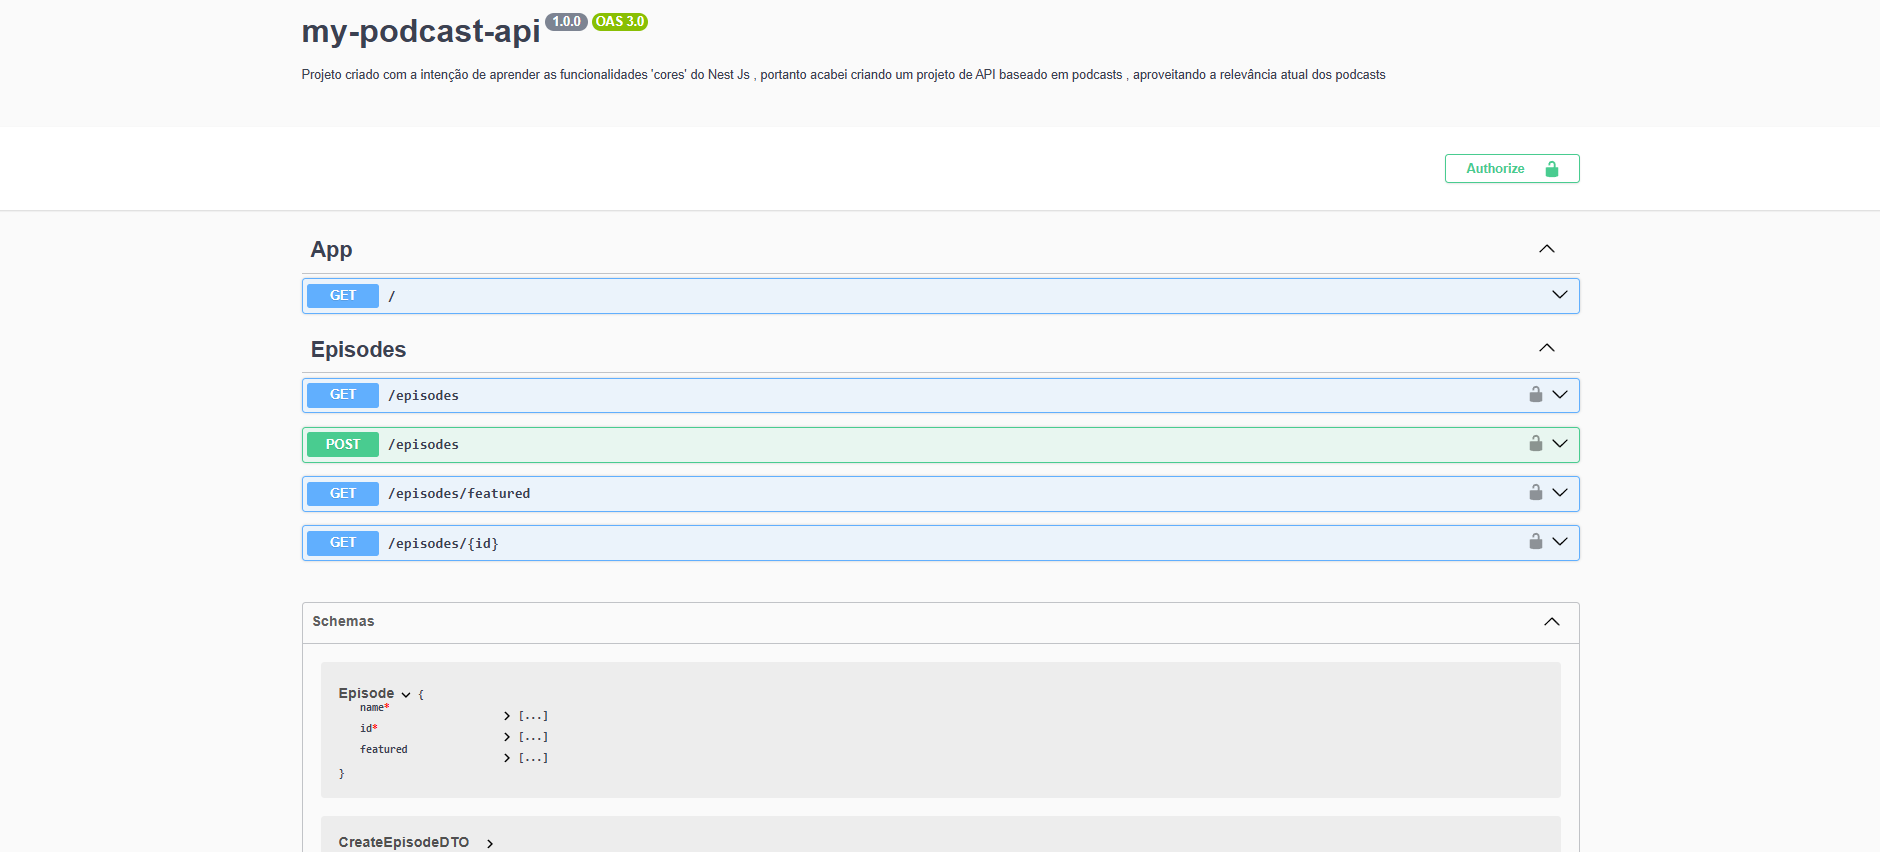 my-podcast-api 1.0.0 OAS 3.0
Projeto criado com a intenção de aprender as funcionalidades 'cores' do Nest Js , portanto acabei criando um projeto de API baseado em podcasts , aproveitando a relevância atual dos podcasts
Authorize
App
GET /
Episodes
GET /episodes
POST /episodes
GET /episodes/featured
GET /episodes/{id}
Schemas
Episode {
name* [...]
id* [...]
featured [...]
}
CreateEpisodeDTO